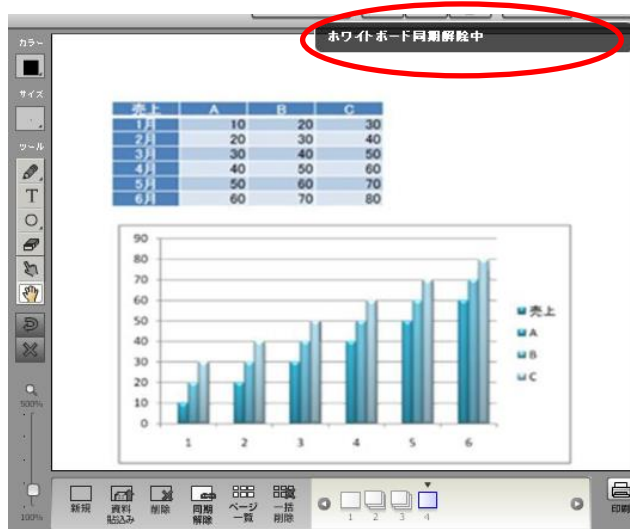 ホワイトボード同期解除中
カラー
サイズ
ツール
T
500%
100%
売上 A B C
1月 10 20 30
2月 20 30 40
3月 30 40 50
4月 40 50 60
5月 50 60 70
6月 60 70 80
90
80
70
60
50
40
30
20
10
0
1 2 3 4 5 6
売上
A
B
C
新規
資料
貼込み
削除
同期
解除
ページ
一覧
一括
削除
1 2 3 4
印刷